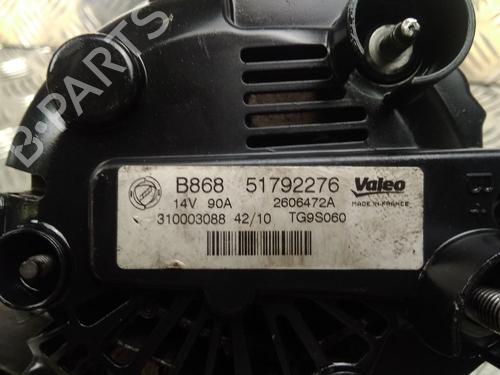 B-PARTS
B868 51792276 Valeo
14V 90A 2606472A MADE IN FRANCE
310003088 42/10 TG9S060
B